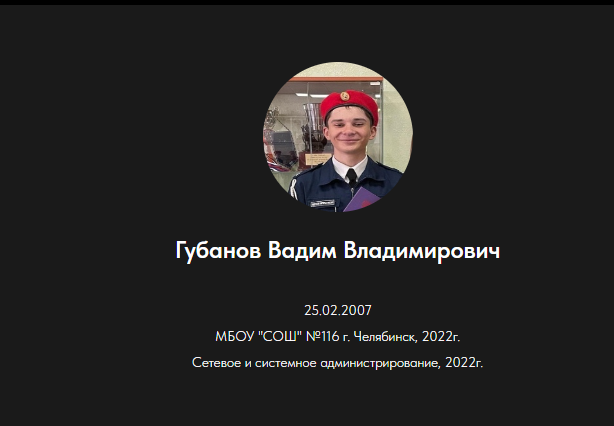 Губанов Вадим Владимирович
25.02.2007
МБОУ "СОШ" №116 г. Челябинск, 2022г.
Сетевое и системное администрирование, 2022г.